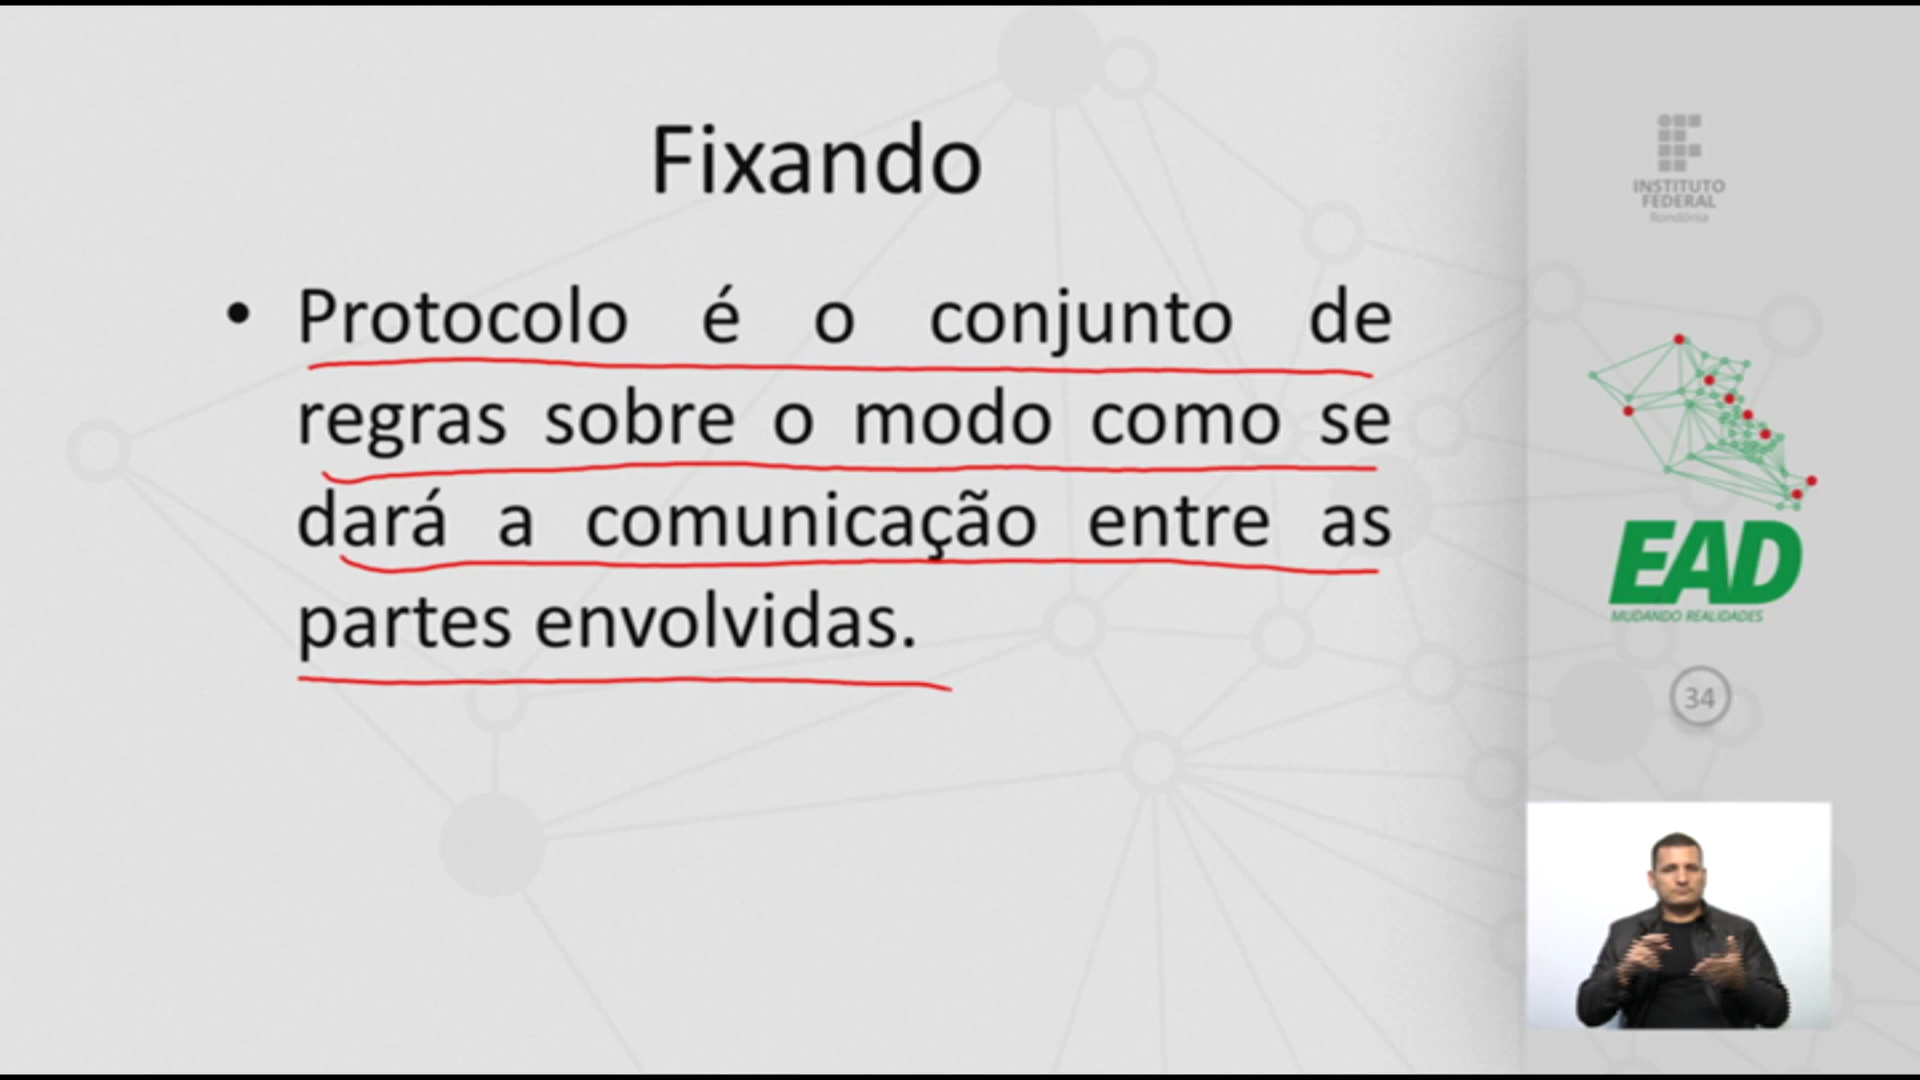 Fixando
• Protocolo é o conjunto de
regras sobre o modo como se
dará a comunicação entre as
partes envolvidas.
INSTITUTO
FEDERAL
Rondônia
EAD
MUDANDO REALIDADES
34